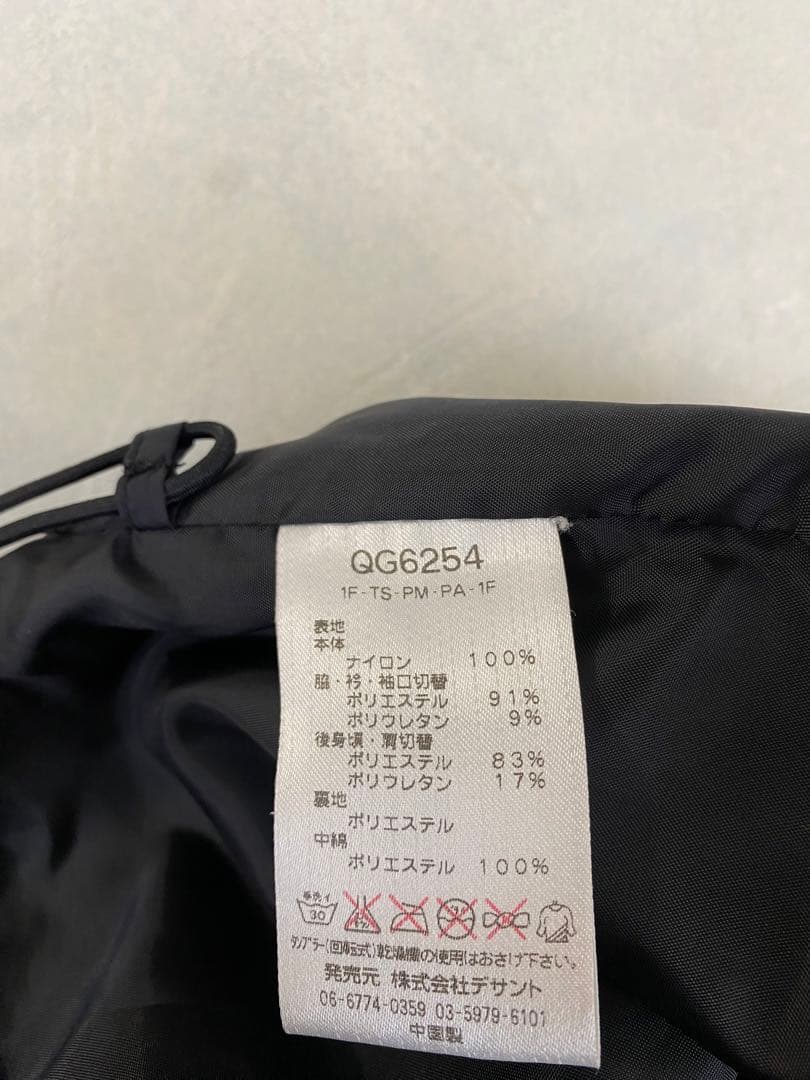 QG6254
1F-TS-PM-PA-1F
表地
本体
ナイロン 100%
脇・衿・袖口切替
ポリエステル 91%
ポリウレタン 9%
後身頃・肩切替
ポリエステル 83%
ポリウレタン 17%
裏地
ポリエステル
中綿
ポリエステル 100%
手洗イ
30
タンブラー(回転式)乾燥機の使用はおさけ下さい。
発売元 株式会社デサント
06-6774-0359 03-5979-6101
中国製